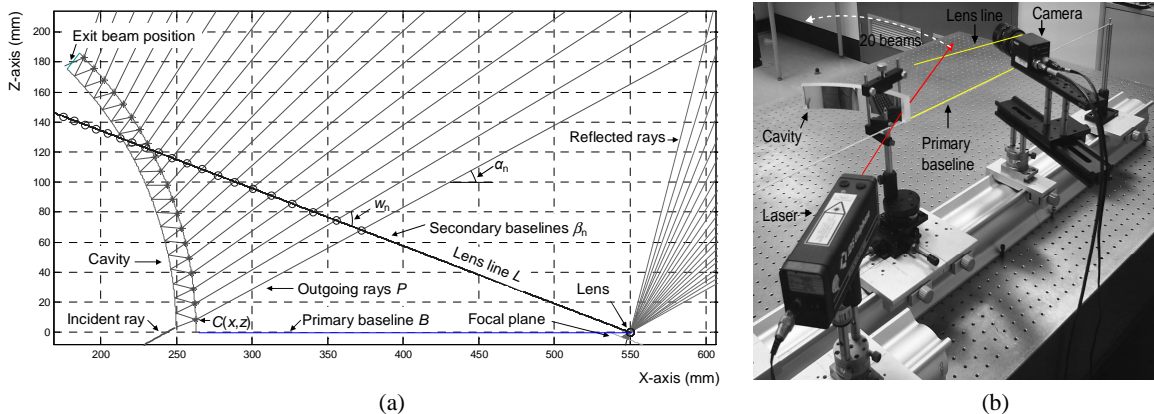 Z-axis (mm)
200
180
160
140
120
100
80
60
40
20
0
Exit beam position
Reflected rays
αn
wn
Secondary baselines βn
Cavity
Lens line L
Outgoing rays P
Lens
Incident ray
C(x,z)
Primary baseline B
Focal plane
200
250
300
350
400
450
500
550
600
X-axis (mm)
(a)
Lens line
Camera
20 beams
Cavity
Primary
baseline
Laser
(b)